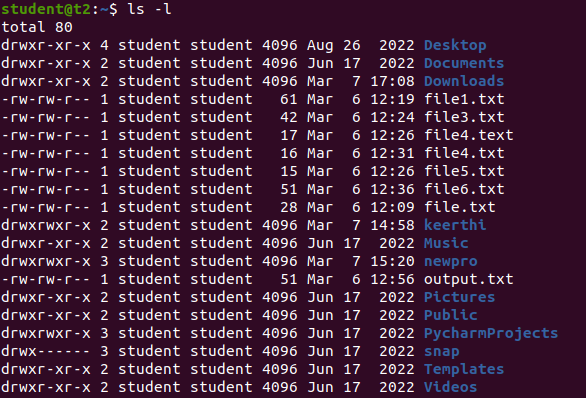 student@t2:~$ ls -l
total 80
drwxr-xr-x 4 student student 4096 Aug 26  2022 Desktop
drwxr-xr-x 2 student student 4096 Jun 17  2022 Documents
drwxr-xr-x 2 student student 4096 Mar  7 17:08 Downloads
-rw-rw-r-- 1 student student   61 Mar  6 12:19 file1.txt
-rw-rw-r-- 1 student student   42 Mar  6 12:24 file3.txt
-rw-rw-r-- 1 student student   17 Mar  6 12:26 file4.text
-rw-rw-r-- 1 student student   16 Mar  6 12:31 file4.txt
-rw-rw-r-- 1 student student   15 Mar  6 12:26 file5.txt
-rw-rw-r-- 1 student student   51 Mar  6 12:36 file6.txt
-rw-rw-r-- 1 student student   28 Mar  6 12:09 file.txt
drwxrwxr-x 2 student student 4096 Mar  7 14:58 keerthi
drwxr-xr-x 2 student student 4096 Jun 17  2022 Music
drwxrwxr-x 3 student student 4096 Mar  7 15:20 newpro
-rw-rw-r-- 1 student student   51 Mar  6 12:56 output.txt
drwxr-xr-x 2 student student 4096 Jun 17  2022 Pictures
drwxr-xr-x 2 student student 4096 Jun 17  2022 Public
drwxrwxr-x 3 student student 4096 Jun 17  2022 PycharmProjects
drwx------ 3 student student 4096 Jun 17  2022 snap
drwxr-xr-x 2 student student 4096 Jun 17  2022 Templates
drwxr-xr-x 2 student student 4096 Jun 17  2022 Videos